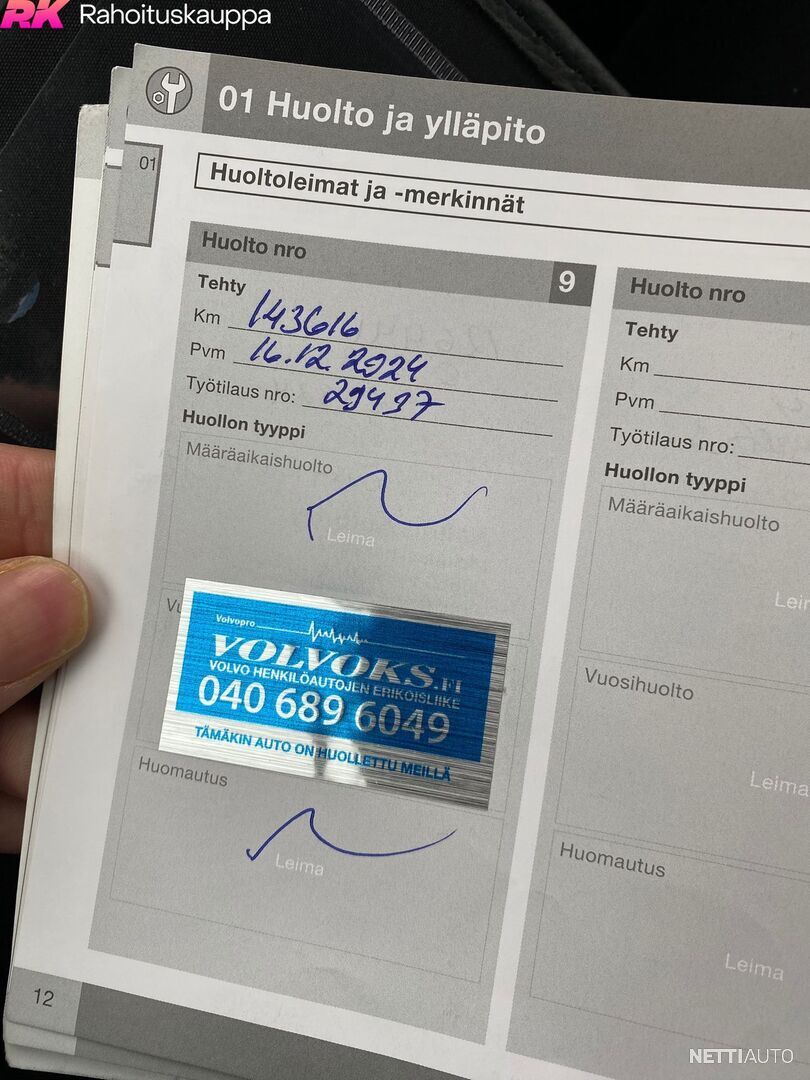 RK Rahoituskauppa
01 Huolto ja ylläpito
01
Huoltoleimat ja -merkinnät
Huolto nro 9
Tehty
Km 143616
Pvm 16.12.2024
Työtilaus nro: 29437
Huollon tyyppi
Määräaikaishuolto
Leima
Volvopro
VOLVOKS.FI
VOLVO HENKILÖAUTOJEN ERIKOISLIIKE
040 689 6049
TÄMÄKIN AUTO ON HUOLLETTU MEILLÄ
Huomautus
Leima
12
Huolto nro
Tehty
Km
Pvm
Työtilaus nro:
Huollon tyyppi
Määräaikaishuolto
Vuosihuolto
Leima
Huomautus
Leima
NETTIAUTO